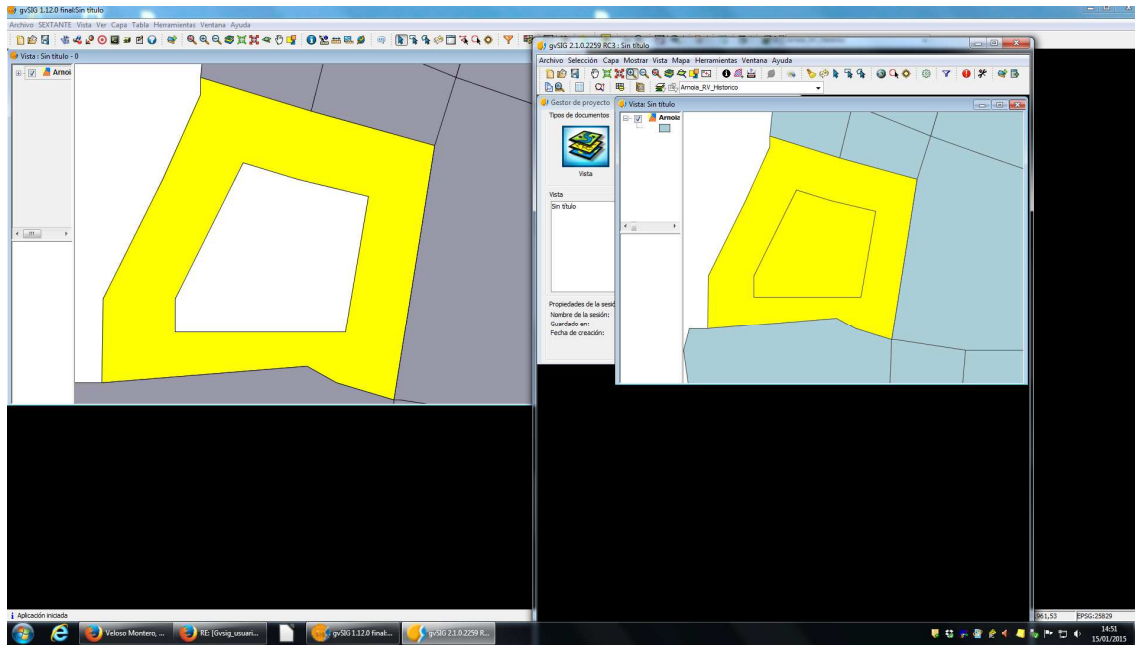 gvSIG 1.12.0 final:Sin título
Archivo SEXTANTE Vista Ver Capa Tabla Herramientas Ventana Ayuda
Vista : Sin título - 0
Arnoi
gvSIG 2.1.0.2259 RC3 : Sin título
Archivo Selección Capa Mostrar Vista Mapa Herramientas Ventana Ayuda
Arnoia_RV_Historico
Gestor de proyecto
Tipos de documentos
Vista
Vista
Sin título
Propiedades de la sesió
Nombre de la sesión:
Guardado en:
Fecha de creación:
Vista: Sin título
Arnoia
Aplicación iniciada
961,53
EPSG:25829
Veloso Montero, ...
RE: [Gvsig_usuari...
gvSIG 1.12.0 final:...
gvSIG 2.1.0.2259 R...
14:51
15/01/2015